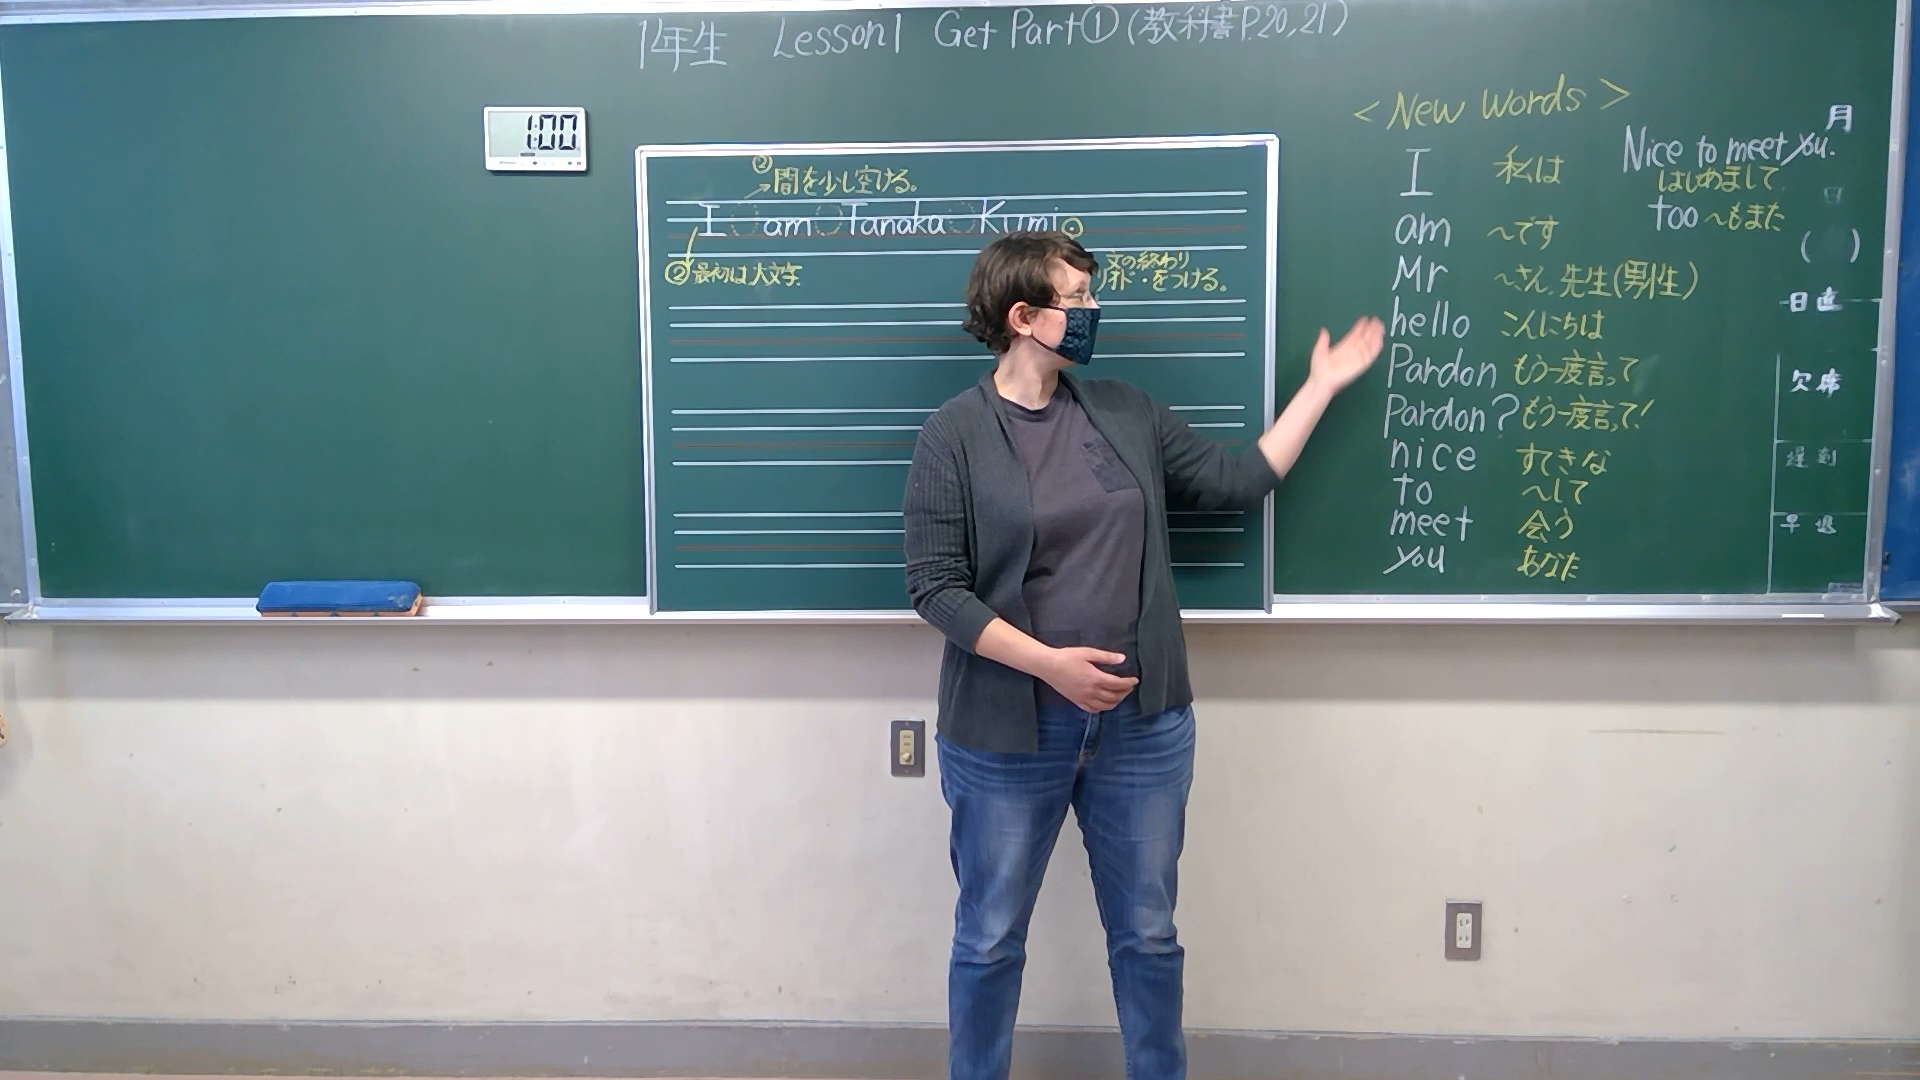 1年生 Lesson1 Get Part①(教科書P.20,21)
1:00
② 間を少し空ける。
I am Tanaka Kumi.
② 最初は大文字
文の終わり
ﾘｵﾄﾞ・をつける。
< New Words >
I 私は
am ~です
Mr ~さん、先生(男性)
hello こんにちは
Pardon もう一度言って
Pardon? もう一度言って!
nice すてきな
to ~して
meet 会う
you あなた
Nice to meet you.
はじめまして
too ~もまた
月
日
( )
日直
欠席
遅刻
早退